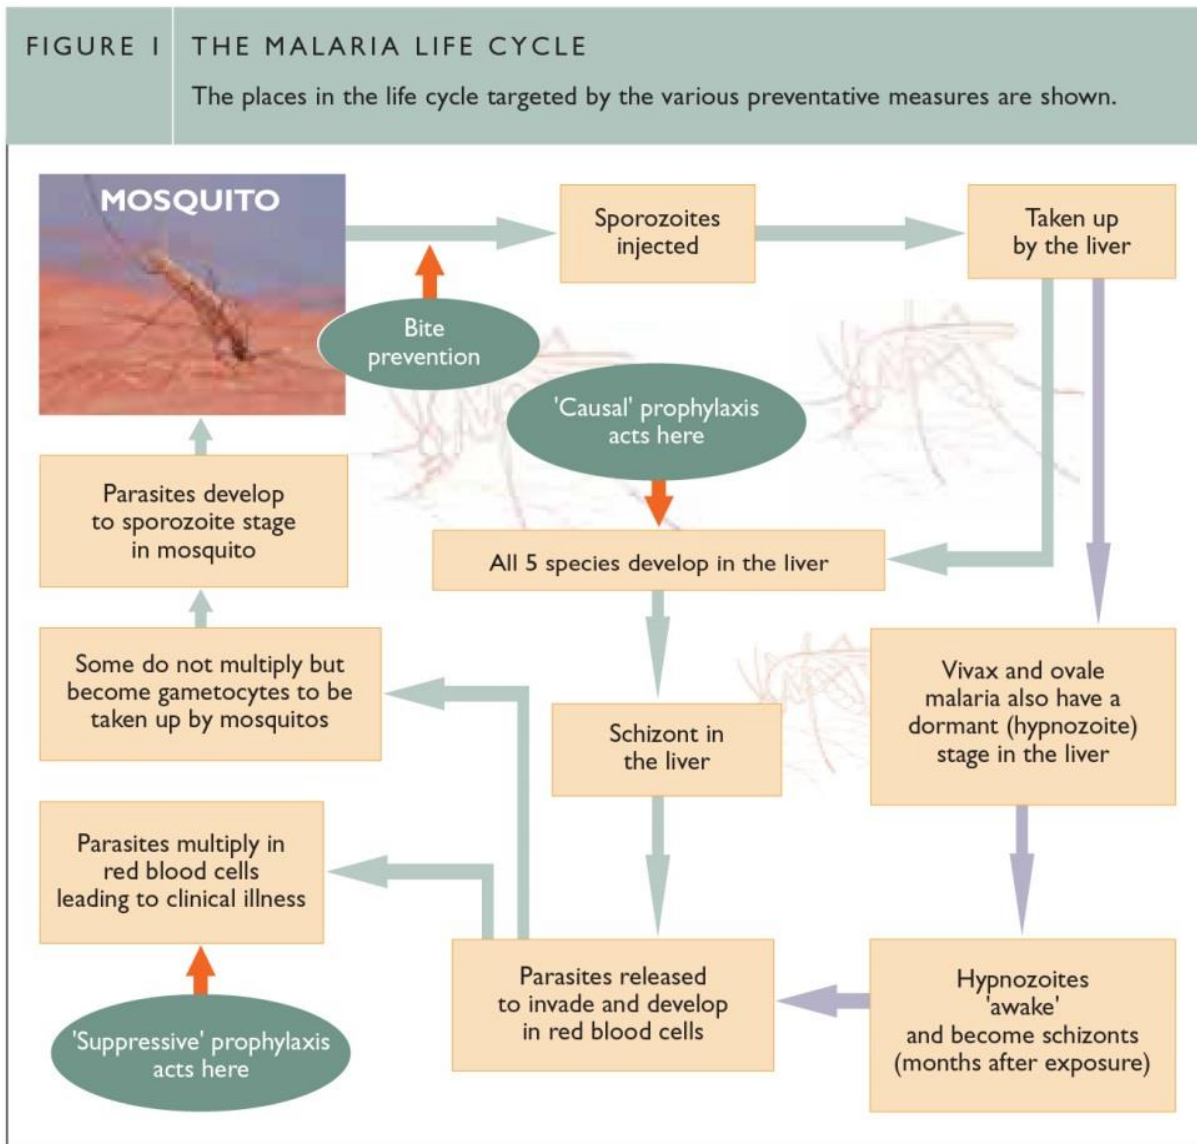 FIGURE 1
THE MALARIA LIFE CYCLE
The places in the life cycle targeted by the various preventative measures are shown.
MOSQUITO
Sporozoites
injected
Taken up
by the liver
Bite
prevention
'Causal' prophylaxis
acts here
Parasites develop
to sporozoite stage
in mosquito
All 5 species develop in the liver
Some do not multiply but
become gametocytes to be
taken up by mosquitos
Schizont in
the liver
Vivax and ovale
malaria also have a
dormant (hypnozoite)
stage in the liver
Parasites multiply in
red blood cells
leading to clinical illness
Parasites released
to invade and develop
in red blood cells
Hypnozoites
'awake'
and become schizonts
(months after exposure)
'Suppressive' prophylaxis
acts here